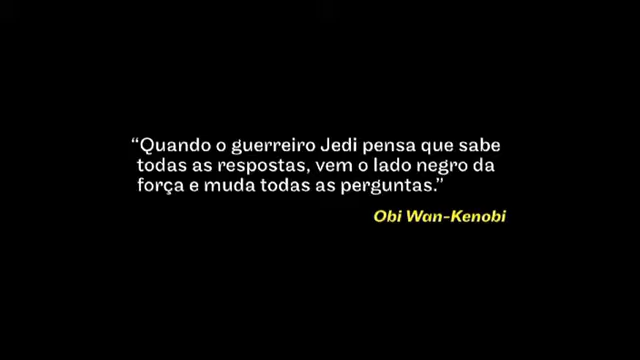 “Quando o guerreiro Jedi pensa que sabe
todas as respostas, vem o lado negro da
força e muda todas as perguntas.”
Obi Wan-Kenobi